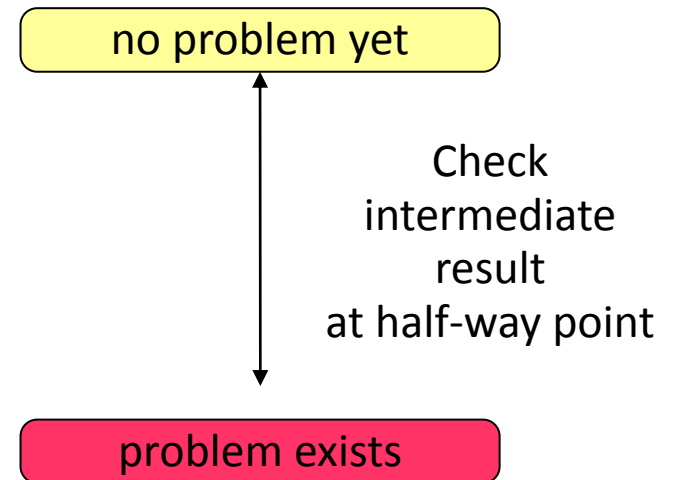 no problem yet
Check
intermediate
result
at half-way point
problem exists